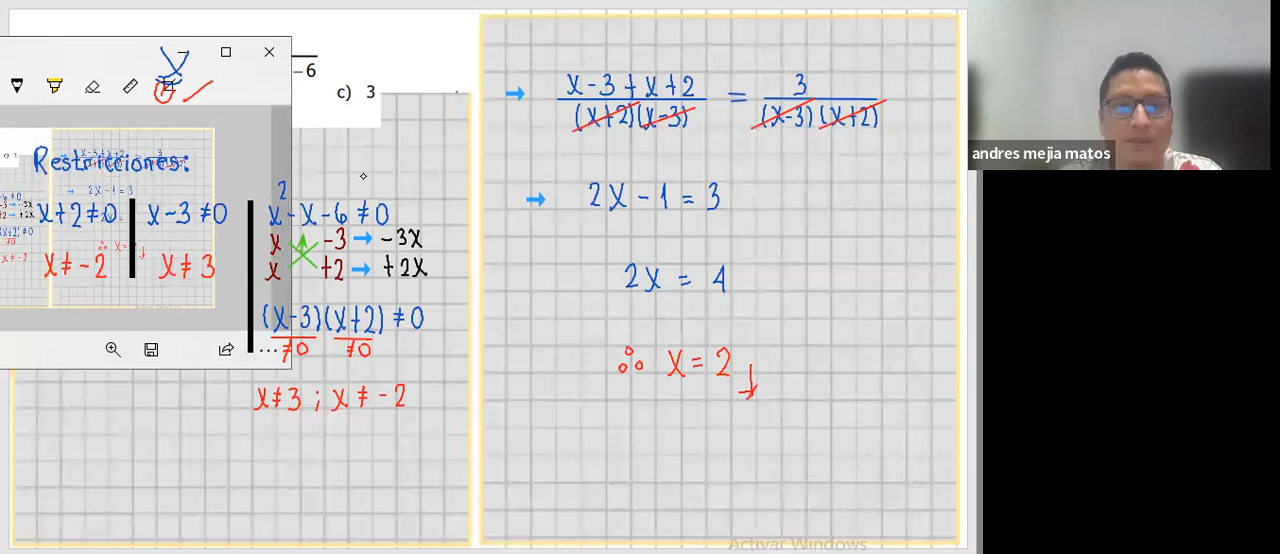 -6
c) 3
Restricciones:
x+2≠0 | x-3≠0 | x²-x-6≠0
x -3 → -3x
x +2 → +2x
x≠-2 x≠3
(x-3)(x+2)≠0
≠0 ≠0
x≠3 ; x≠-2
→ x-3+x+2 / (x+2)(x-3) = 3 / (x-3)(x+2)
→ 2x-1=3
2x = 4
∴ x=2
andres mejia matos
Activar Windows